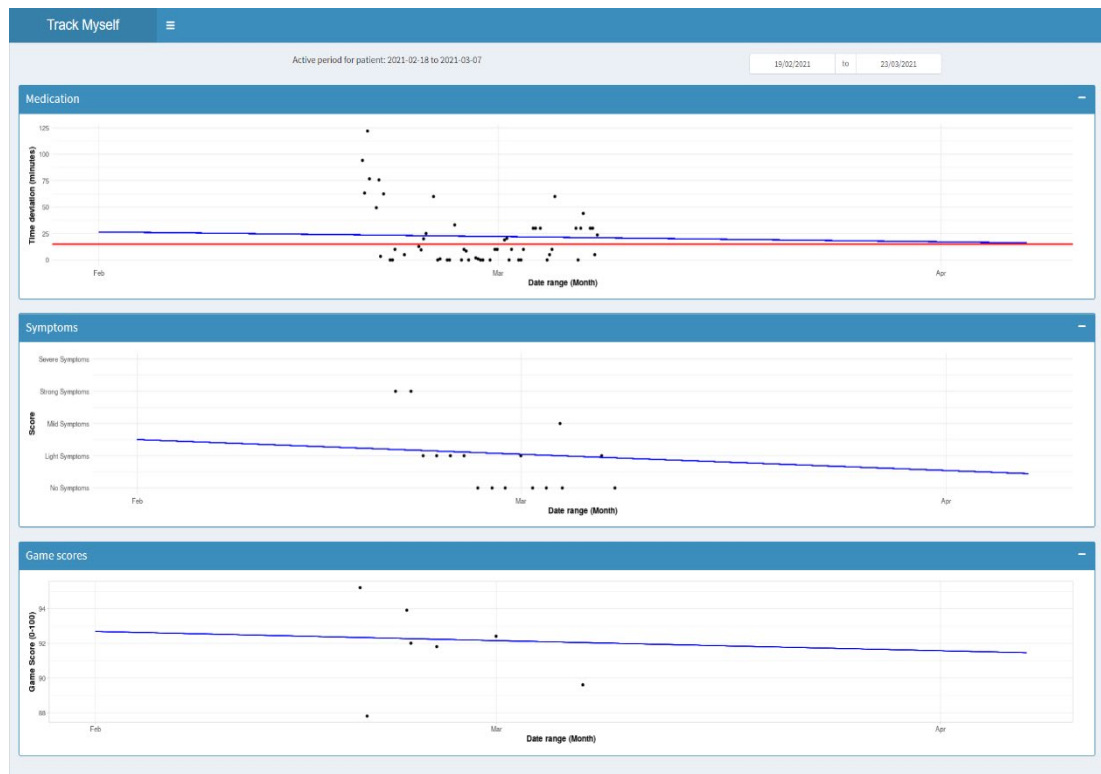 Track Myself ☰
Active period for patient: 2021-02-18 to 2021-03-07
19/02/2021 to 23/03/2021
Medication
Time deviation (minutes)
125
100
75
50
25
0
Feb Mar Apr
Date range (Month)
Symptoms
Score
Severe Symptoms
Strong Symptoms
Mild Symptoms
Light Symptoms
No Symptoms
Feb Mar Apr
Date range (Month)
Game scores
Game Score (0-100)
94
92
90
88
Feb Mar Apr
Date range (Month)